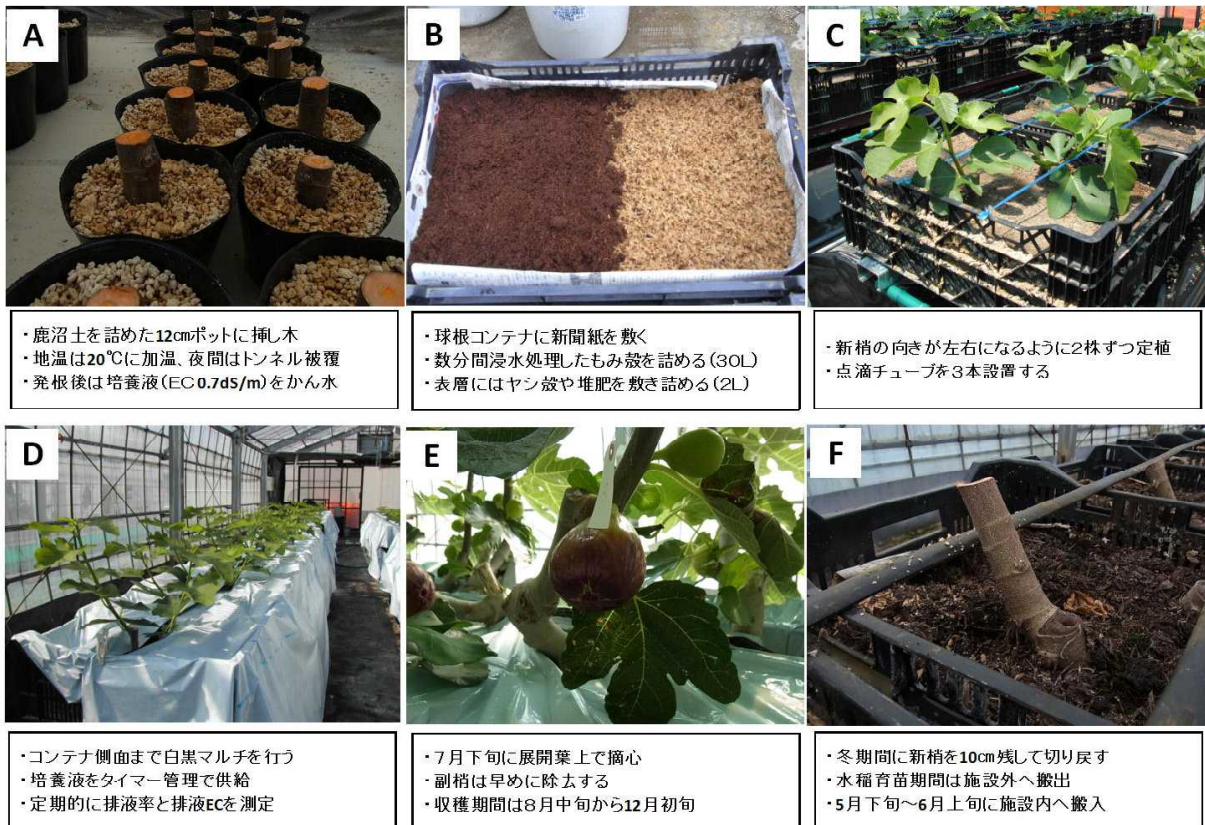 A
B
C
・鹿沼土を詰めた12cmポットに挿し木
・地温は20℃に加温、夜間はトンネル被覆
・発根後は培養液(EC0.7dS/m)をかん水
・球根コンテナに新聞紙を敷く
・数分間浸水処理したもみ殻を詰める(30L)
・表層にはヤシ殻や堆肥を敷き詰める(2L)
・新梢の向きが左右になるように2株ずつ定植
・点滴チューブを3本設置する
D
E
F
・コンテナ側面まで白黒マルチを行う
・培養液をタイマー管理で供給
・定期的に排液率と排液ECを測定
・7月下旬に展開葉上で摘心
・副梢は早めに除去する
・収穫期間は8月中旬から12月初旬
・冬期間に新梢を10cm残して切り戻す
・水稲育苗期間は施設外へ搬出
・5月下旬～6月上旬に施設内へ搬入